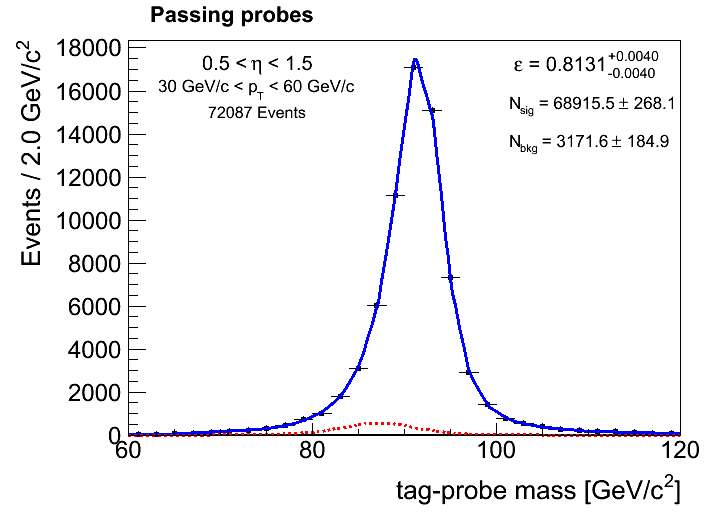 Passing probes
0.5 < η < 1.5
30 GeV/c < p_T < 60 GeV/c
72087 Events
ε = 0.8131 +0.0040 -0.0040
N_sig = 68915.5 ± 268.1
N_bkg = 3171.6 ± 184.9
Events / 2.0 GeV/c²
18000
16000
14000
12000
10000
8000
6000
4000
2000
0
60 80 100 120
tag-probe mass [GeV/c²]